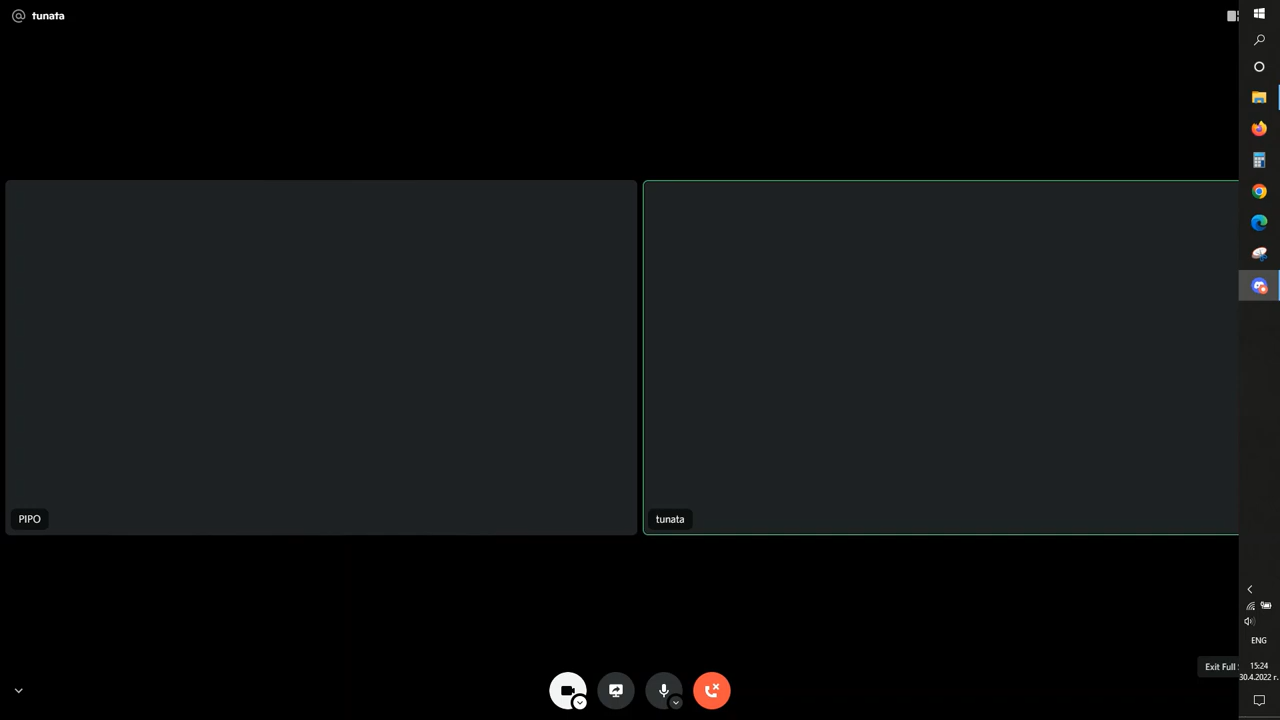 tunata
PIPO
tunata
ENG
Exit Full
15:24
30.4.2022 г.